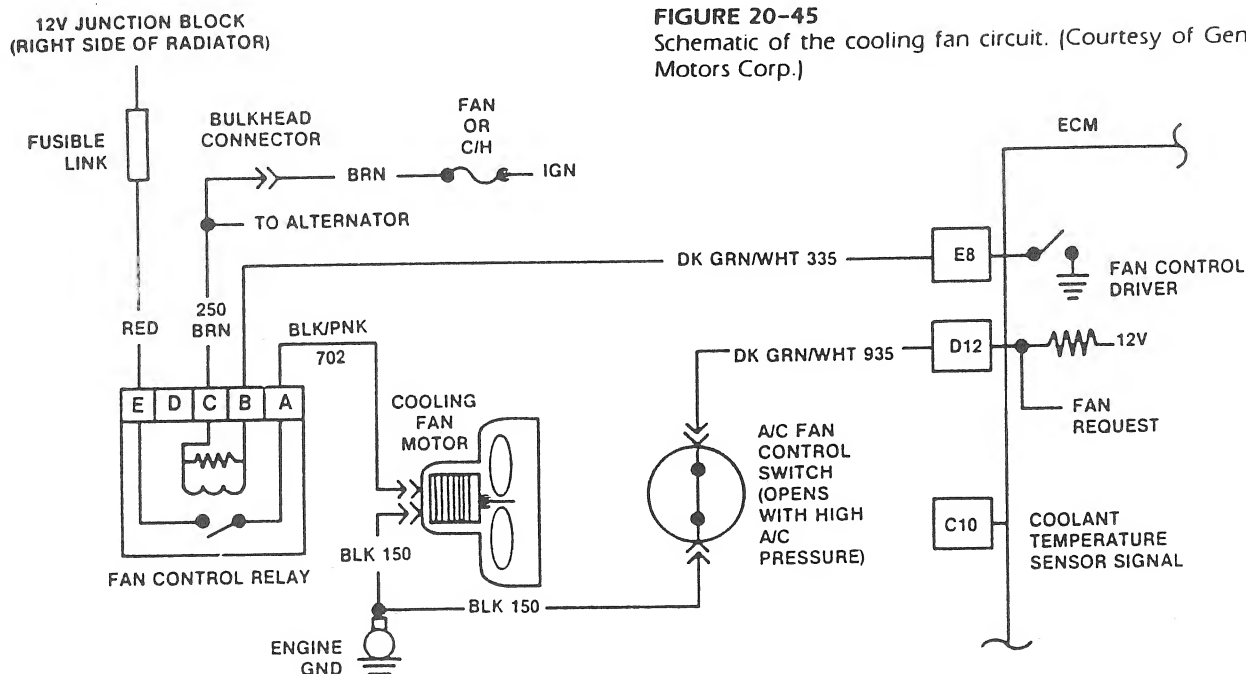 12V JUNCTION BLOCK
(RIGHT SIDE OF RADIATOR)
FIGURE 20-45
Schematic of the cooling fan circuit. (Courtesy of Gen
Motors Corp.)
FUSIBLE
LINK
BULKHEAD
CONNECTOR
FAN
OR
C/H
BRN
IGN
TO ALTERNATOR
ECM
DK GRN/WHT 335
E8
FAN CONTROL
DRIVER
RED
250
BRN
BLK/PNK
702
DK GRN/WHT 935
D12
12V
FAN
REQUEST
E D C B A
COOLING
FAN
MOTOR
A/C FAN
CONTROL
SWITCH
(OPENS
WITH HIGH
A/C
PRESSURE)
C10
COOLANT
TEMPERATURE
SENSOR SIGNAL
BLK 150
FAN CONTROL RELAY
BLK 150
ENGINE
GND